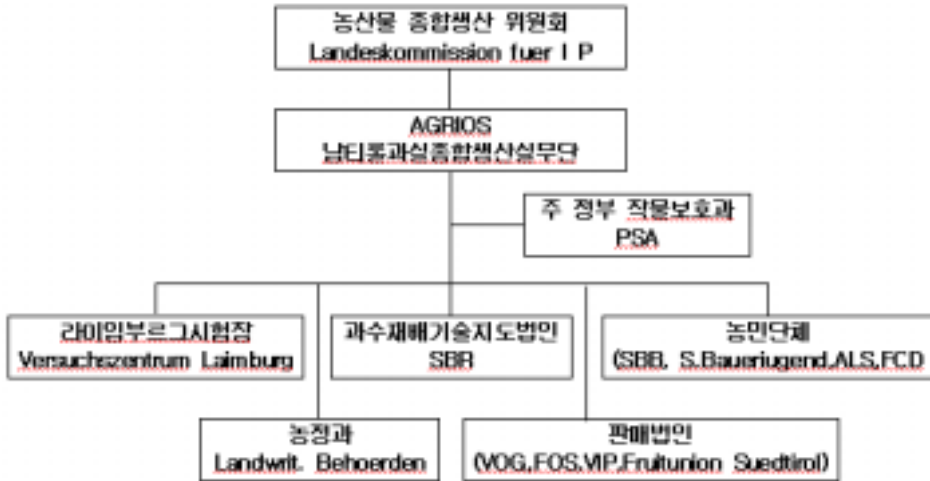 농산물 종합생산 위원회
Landeskommission fuer I P
AGRIOS
남티롤과실종합생산실무단
주 정부 작물보호과
PSA
라이임부르그시험장
Versuchszentrum Laimburg
과수재배기술지도법인
SBR
농민단체
(SBB, S.Baueriugend,ALS,FCD
농정과
Landwrit. Behoerden
판매법인
(VOG,FOS,VIP,Fruitunion Suedtirol)